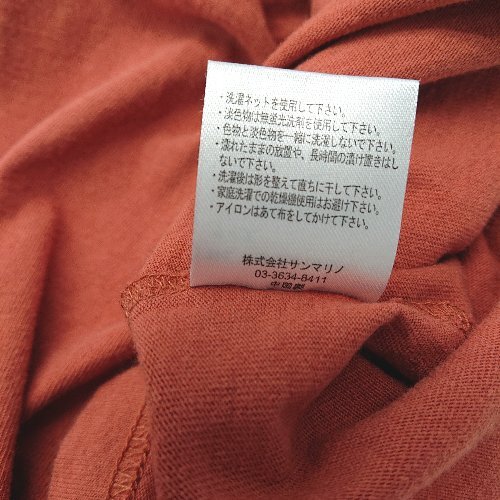 ・洗濯ネットを使用して下さい。
・淡色物は無蛍光洗剤を使用して下さい。
・色物と淡色物を一緒に洗濯しないで下さい。
・濡れたままの放置や、長時間の漬け置きはし
ないで下さい。
・洗濯後は形を整えて直ちに干して下さい。
・家庭洗濯での乾燥機使用はお避け下さい。
・アイロンはあて布をしてかけて下さい。
株式会社サンマリノ
03-3634-8411
中国製